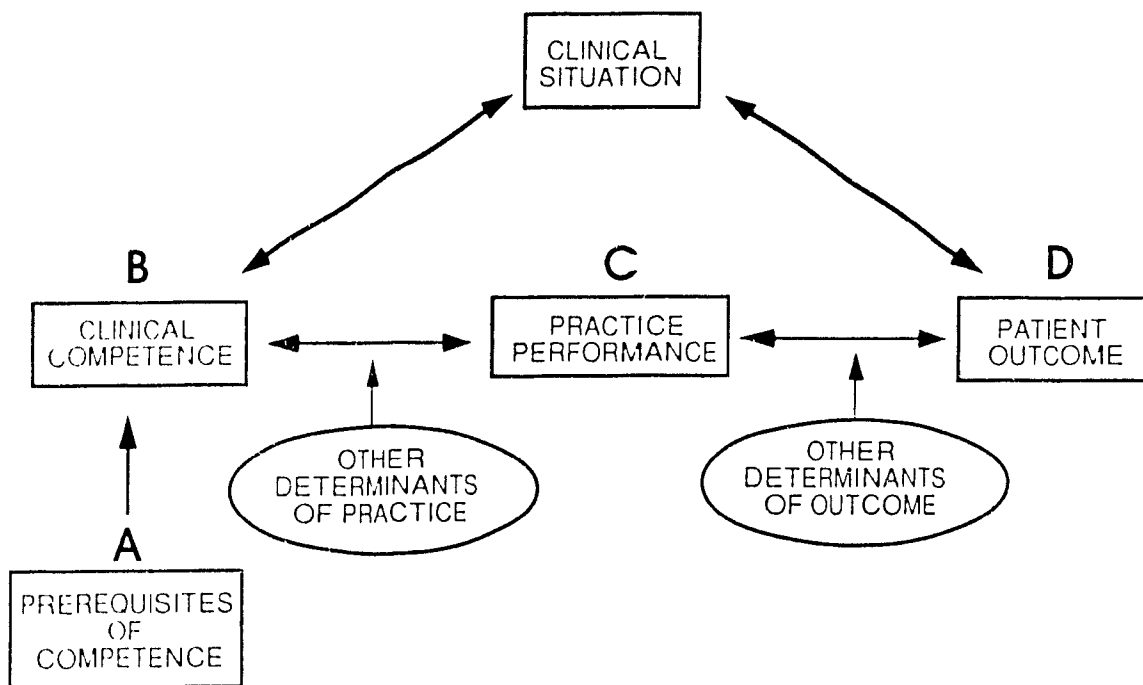 CLINICAL
SITUATION
B
C
D
CLINICAL
COMPETENCE
PRACTICE
PERFORMANCE
PATIENT
OUTCOME
OTHER
DETERMINANTS
OF PRACTICE
OTHER
DETERMINANTS
OF OUTCOME
A
PREREQUISITES
OF
COMPETENCE